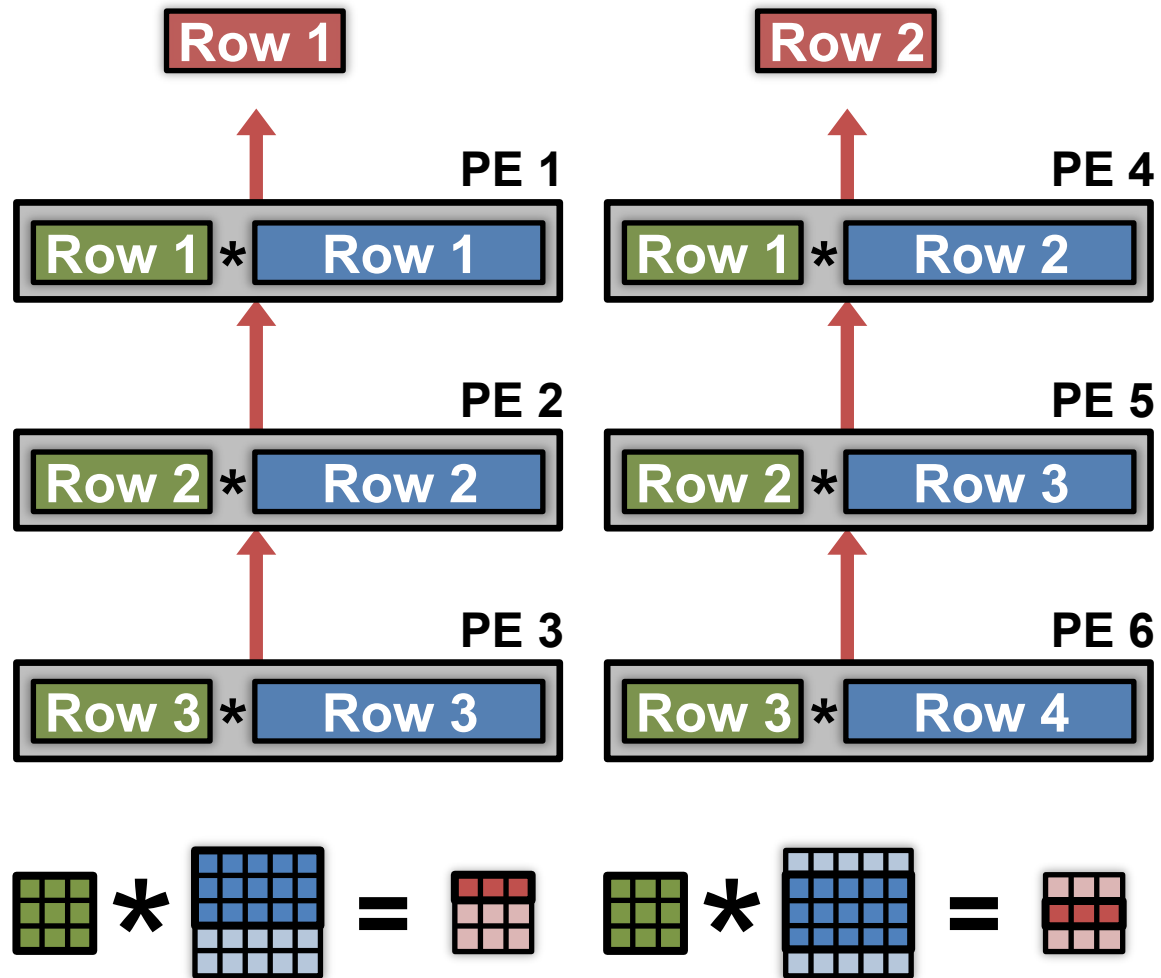 Row 1 Row 2
PE 1 PE 4
Row 1 * Row 1 Row 1 * Row 2
PE 2 PE 5
Row 2 * Row 2 Row 2 * Row 3
PE 3 PE 6
Row 3 * Row 3 Row 3 * Row 4
* = * =